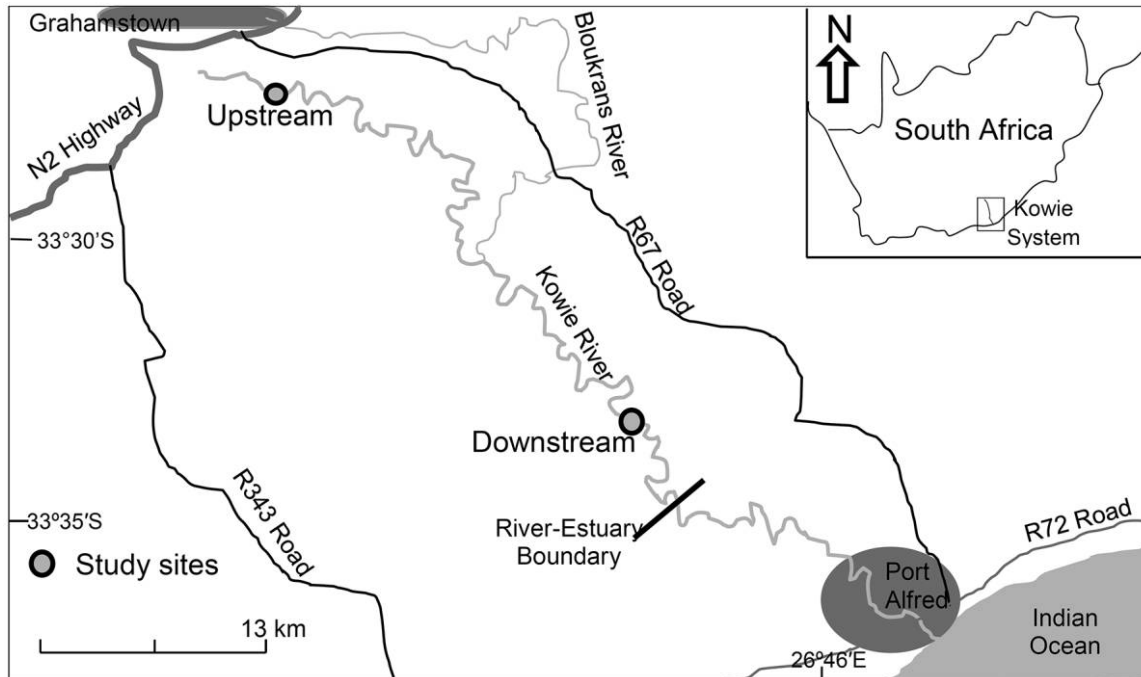 Grahamstown
N2 Highway
Upstream
Bloukrans River
N
South Africa
Kowie
System
33°30'S
R67 Road
Kowie River
Downstream
R343 Road
33°35'S
River-Estuary
Boundary
R72 Road
Study sites
Port
Alfred
13 km
Indian
Ocean
26°46'E